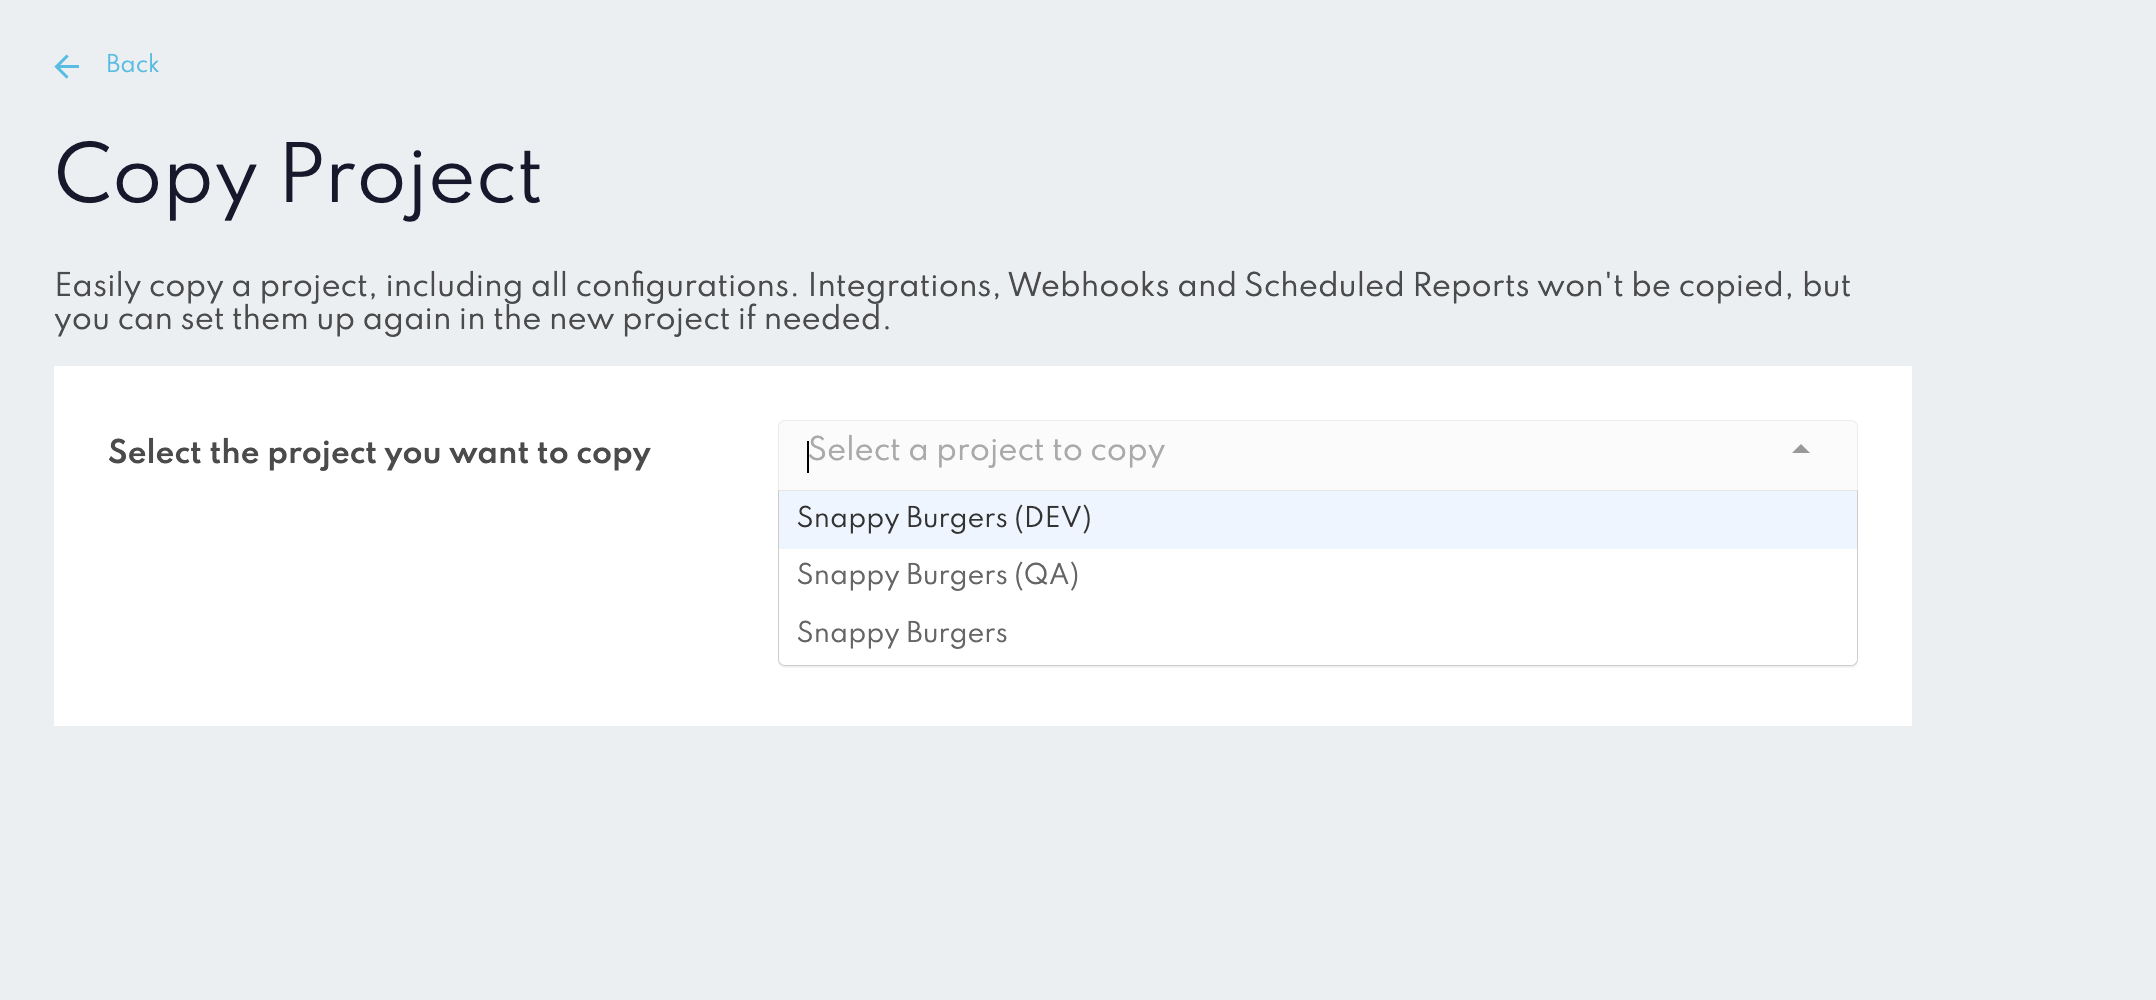 Back
Copy Project
Easily copy a project, including all configurations. Integrations, Webhooks and Scheduled Reports won't be copied, but
you can set them up again in the new project if needed.
Select the project you want to copy
Select a project to copy
Snappy Burgers (DEV)
Snappy Burgers (QA)
Snappy Burgers